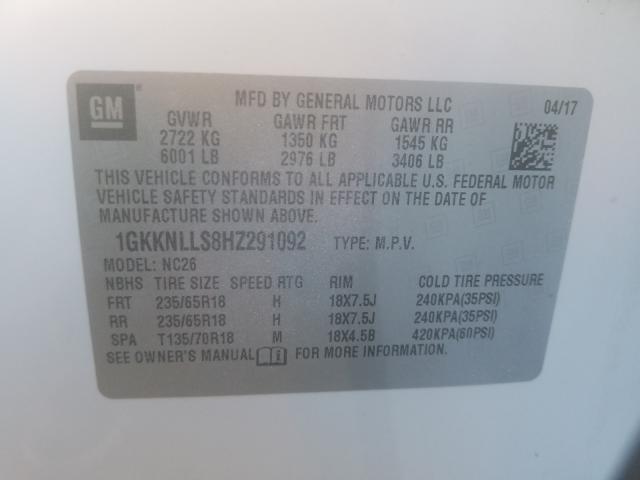 GM
MFD BY GENERAL MOTORS LLC 04/17
GVWR GAWR FRT GAWR RR
2722 KG 1350 KG 1545 KG
6001 LB 2976 LB 3406 LB
THIS VEHICLE CONFORMS TO ALL APPLICABLE U.S. FEDERAL MOTOR
VEHICLE SAFETY STANDARDS IN EFFECT ON THE DATE OF
MANUFACTURE SHOWN ABOVE.
1GKKNLLS8HZ291092 TYPE: M.P.V.
MODEL: NC26
NBHS TIRE SIZE SPEED RTG RIM COLD TIRE PRESSURE
FRT 235/65R18 H 18X7.5J 240KPA(35PSI)
RR 235/65R18 H 18X7.5J 240KPA(35PSI)
SPA T135/70R18 M 18X4.5B 420KPA(60PSI)
SEE OWNER'S MANUAL FOR MORE INFORMATION.